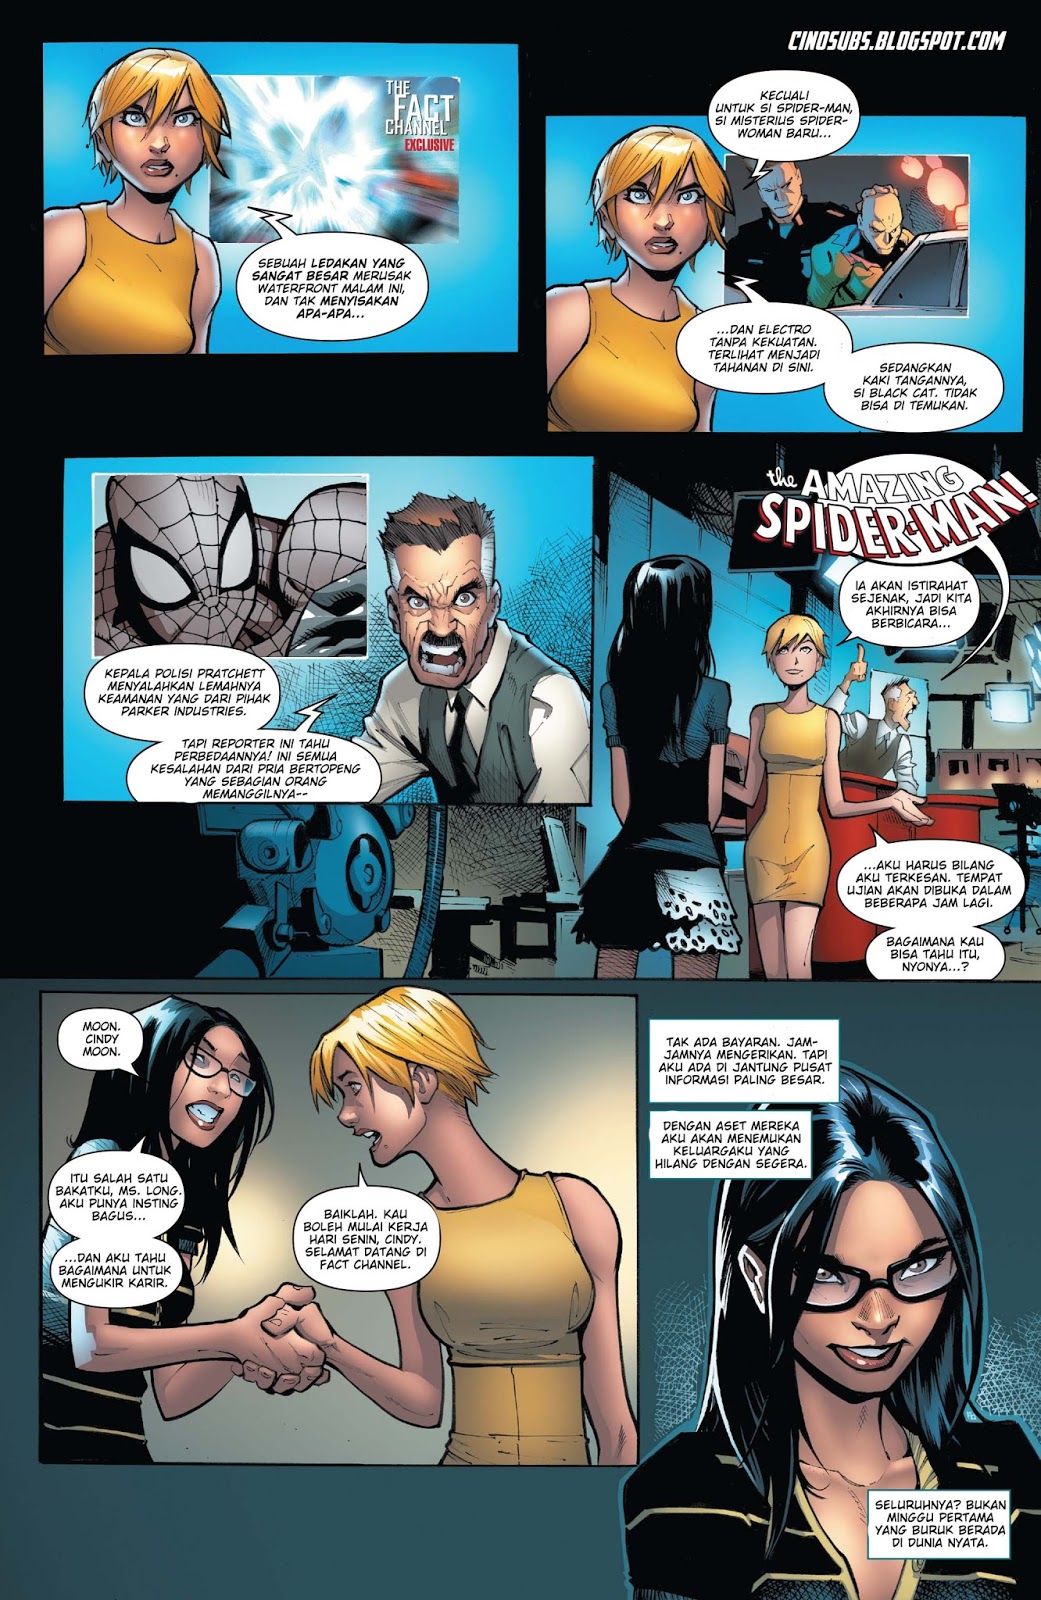 CINOSUBS.BLOGSPOT.COM
THE
FACT
CHANNEL
EXCLUSIVE
SEBUAH LEDAKAN YANG
SANGAT BESAR MERUSAK
WATERFRONT MALAM INI,
DAN TAK MENYISAKAN
APA-APA...
KECUALI
UNTUK SI SPIDER-MAN,
SI MISTERIUS SPIDER-
WOMAN BARU...
...DAN ELECTRO
TANPA KEKUATAN.
TERLIHAT MENJADI
TAHANAN DI SINI.
SEDANGKAN
KAKI TANGANNYA,
SI BLACK CAT. TIDAK
BISA DI TEMUKAN.
KEPALA POLISI PRATCHETT
MENYALAHKAN LEMAHNYA
KEAMANAN YANG DARI PIHAK
PARKER INDUSTRIES.
TAPI REPORTER INI TAHU
PERBEDAANNYA! INI SEMUA
KESALAHAN DARI PRIA BERTOPENG
YANG SEBAGIAN ORANG
MEMANGGILNYA--
the AMAZING
SPIDER-MAN!
IA AKAN ISTIRAHAT
SEJENAK, JADI KITA
AKHIRNYA BISA
BERBICARA...
...AKU HARUS BILANG
AKU TERKESAN. TEMPAT
UJIAN AKAN DIBUKA DALAM
BEBERAPA JAM LAGI.
BAGAIMANA KAU
BISA TAHU ITU,
NYONYA...?
MOON.
CINDY
MOON.
ITU SALAH SATU
BAKATKU, MS. LONG.
AKU PUNYA INSTING
BAGUS...
...DAN AKU TAHU
BAGAIMANA UNTUK
MENGUKIR KARIR.
BAIKLAH. KAU
BOLEH MULAI KERJA
HARI SENIN, CINDY.
SELAMAT DATANG DI
FACT CHANNEL.
TAK ADA BAYARAN. JAM-
JAMNYA MENGERIKAN. TAPI
AKU ADA DI JANTUNG PUSAT
INFORMASI PALING BESAR.
DENGAN ASET MEREKA
AKU AKAN MENEMUKAN
KELUARGAKU YANG
HILANG DENGAN SEGERA.
SELURUHNYA? BUKAN
MINGGU PERTAMA
YANG BURUK BERADA
DI DUNIA NYATA.